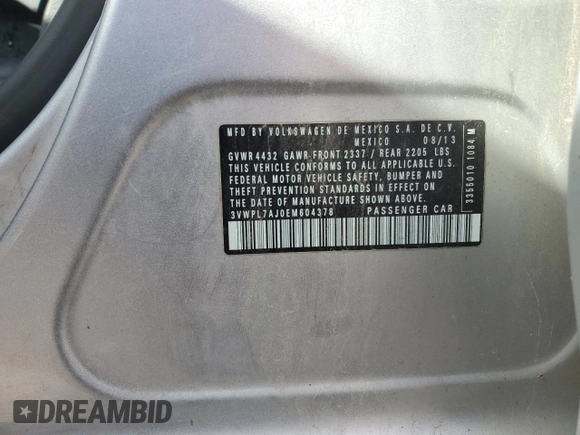 MFD BY VOLKSWAGEN DE MEXICO S.A. DE C.V.
MEXICO 08/13
GVWR 4432 GAWR-FRONT 2337 / REAR 2205 LBS
THIS VEHICLE CONFORMS TO ALL APPLICABLE U.S.
FEDERAL MOTOR VEHICLE SAFETY, BUMPER AND
THEFT PREVENTION STANDARDS IN EFFECT ON
THE DATE OF MANUFACTURE SHOWN ABOVE.
3VWPL7AJ0EM604378 PASSENGER CAR
3355010 1084 M
DREAMBID